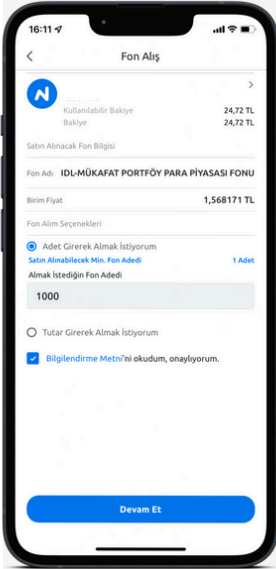 16:11
Fon Alış
N
Kullanılabilir Bakiye 24,72 TL
Bakiye 24,72 TL
Satın Alınacak Fon Bilgisi
Fon Adı IDL-MÜKAFAT PORTFÖY PARA PİYASASI FONU
Birim Fiyat 1,568171 TL
Fon Alım Seçenekleri
Adet Girerek Almak İstiyorum
Satın Alınabilecek Min. Fon Adedi 1 Adet
Almak İstediğin Fon Adedi
1000
Tutar Girerek Almak İstiyorum
Bilgilendirme Metni'ni okudum, onaylıyorum.
Devam Et